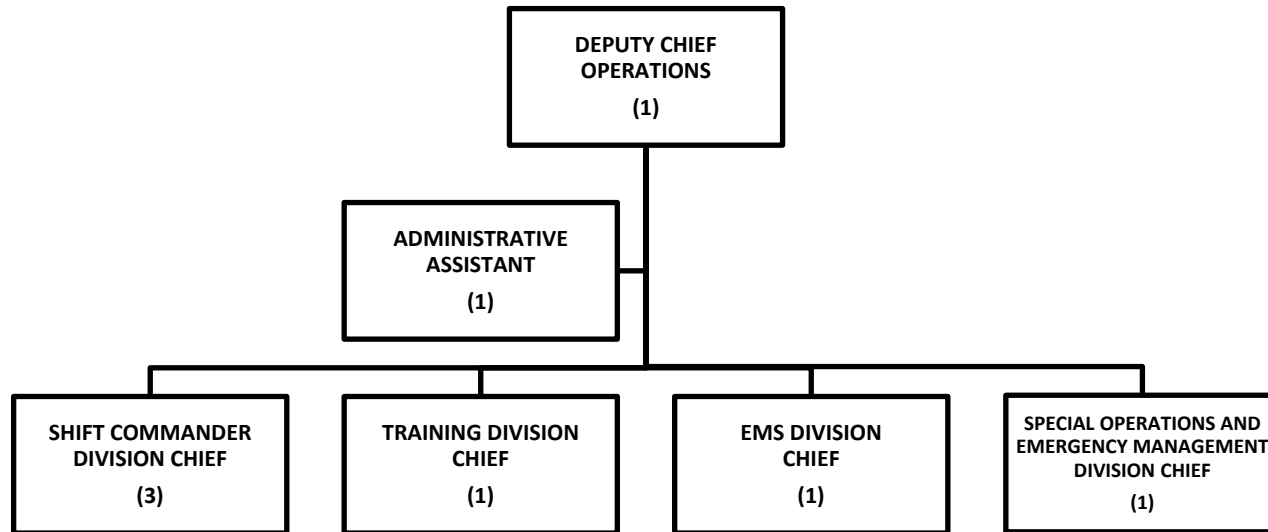 DEPUTY CHIEF
OPERATIONS
(1)
ADMINISTRATIVE
ASSISTANT
(1)
SHIFT COMMANDER
DIVISION CHIEF
(3)
TRAINING DIVISION
CHIEF
(1)
EMS DIVISION
CHIEF
(1)
SPECIAL OPERATIONS AND
EMERGENCY MANAGEMENT
DIVISION CHIEF
(1)